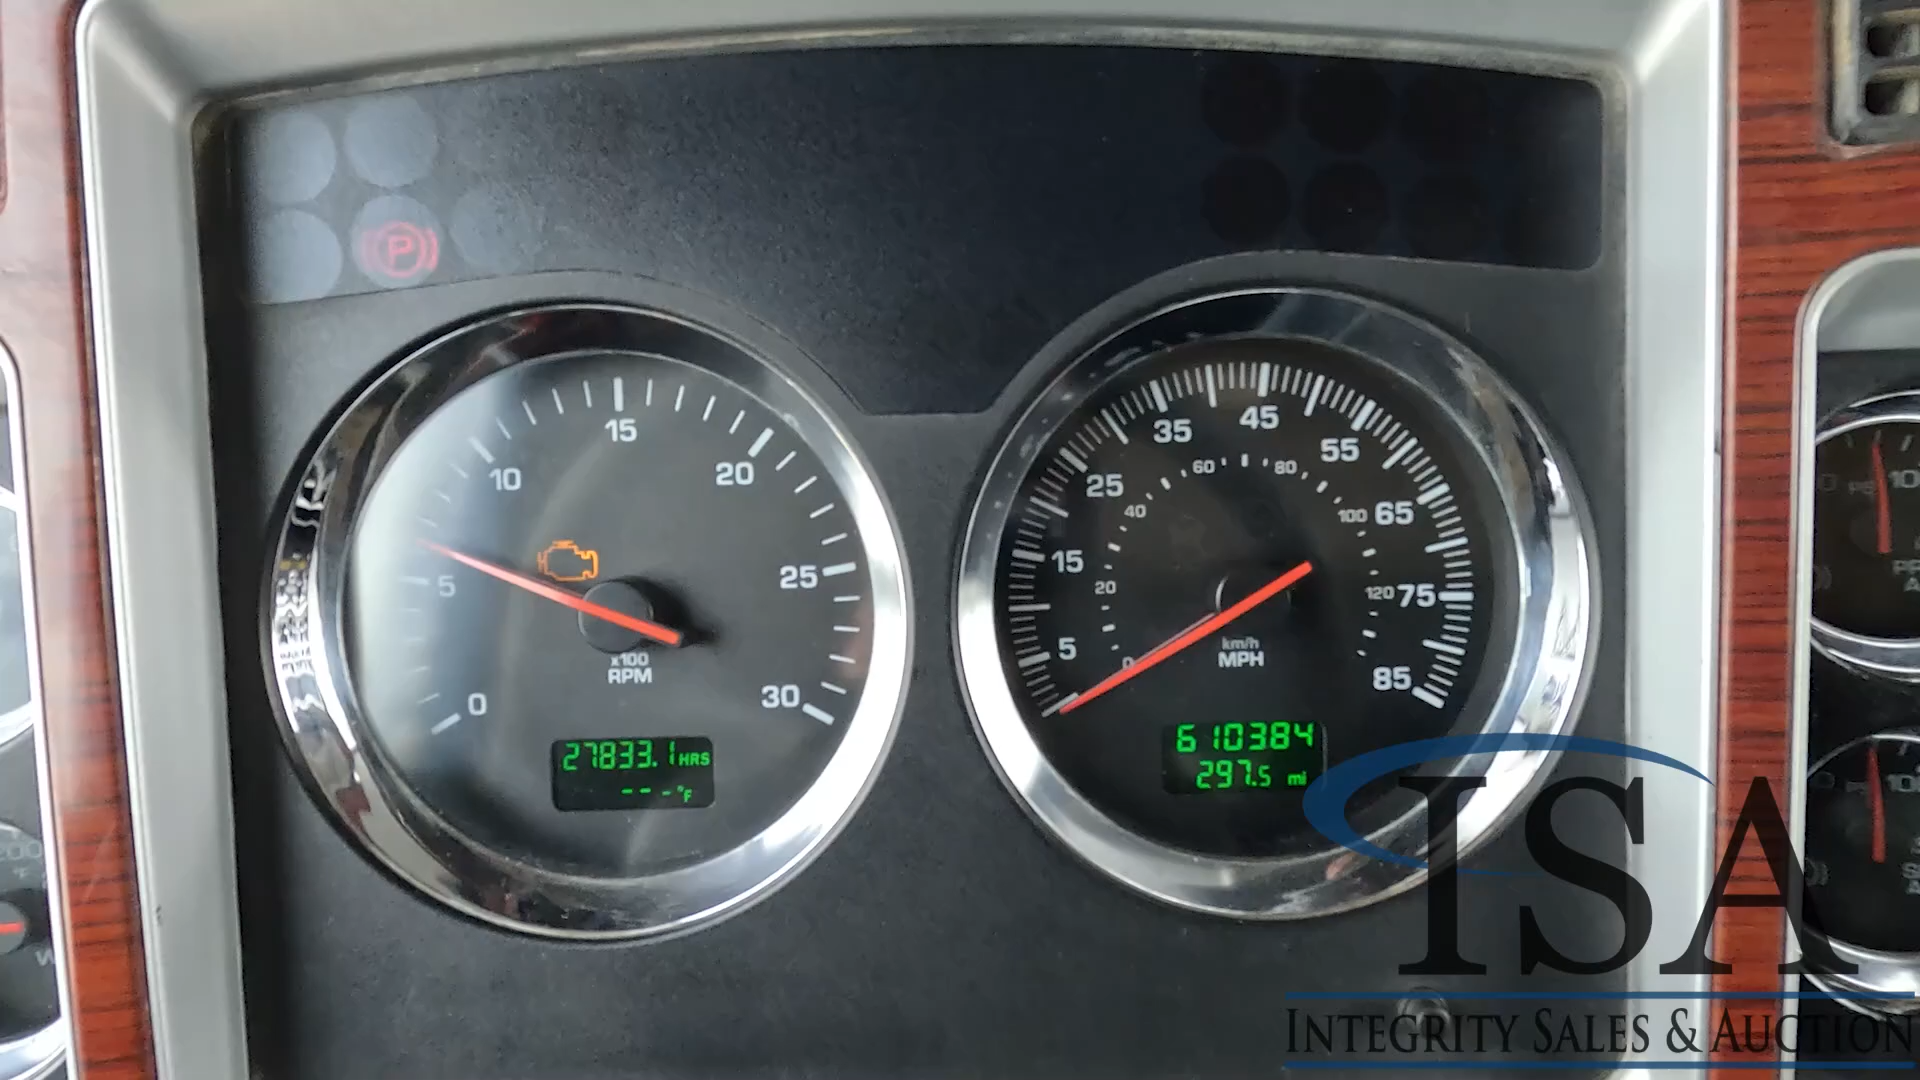 P
0
5
10
15
20
25
30
x100
RPM
27833.1 HRS
-- -°F
5
15
25
35
45
55
65
75
85
0
20
40
60
80
100
120
km/h
MPH
610384
297.5 mi
200
°F
ISA
INTEGRITY SALES & AUCTION